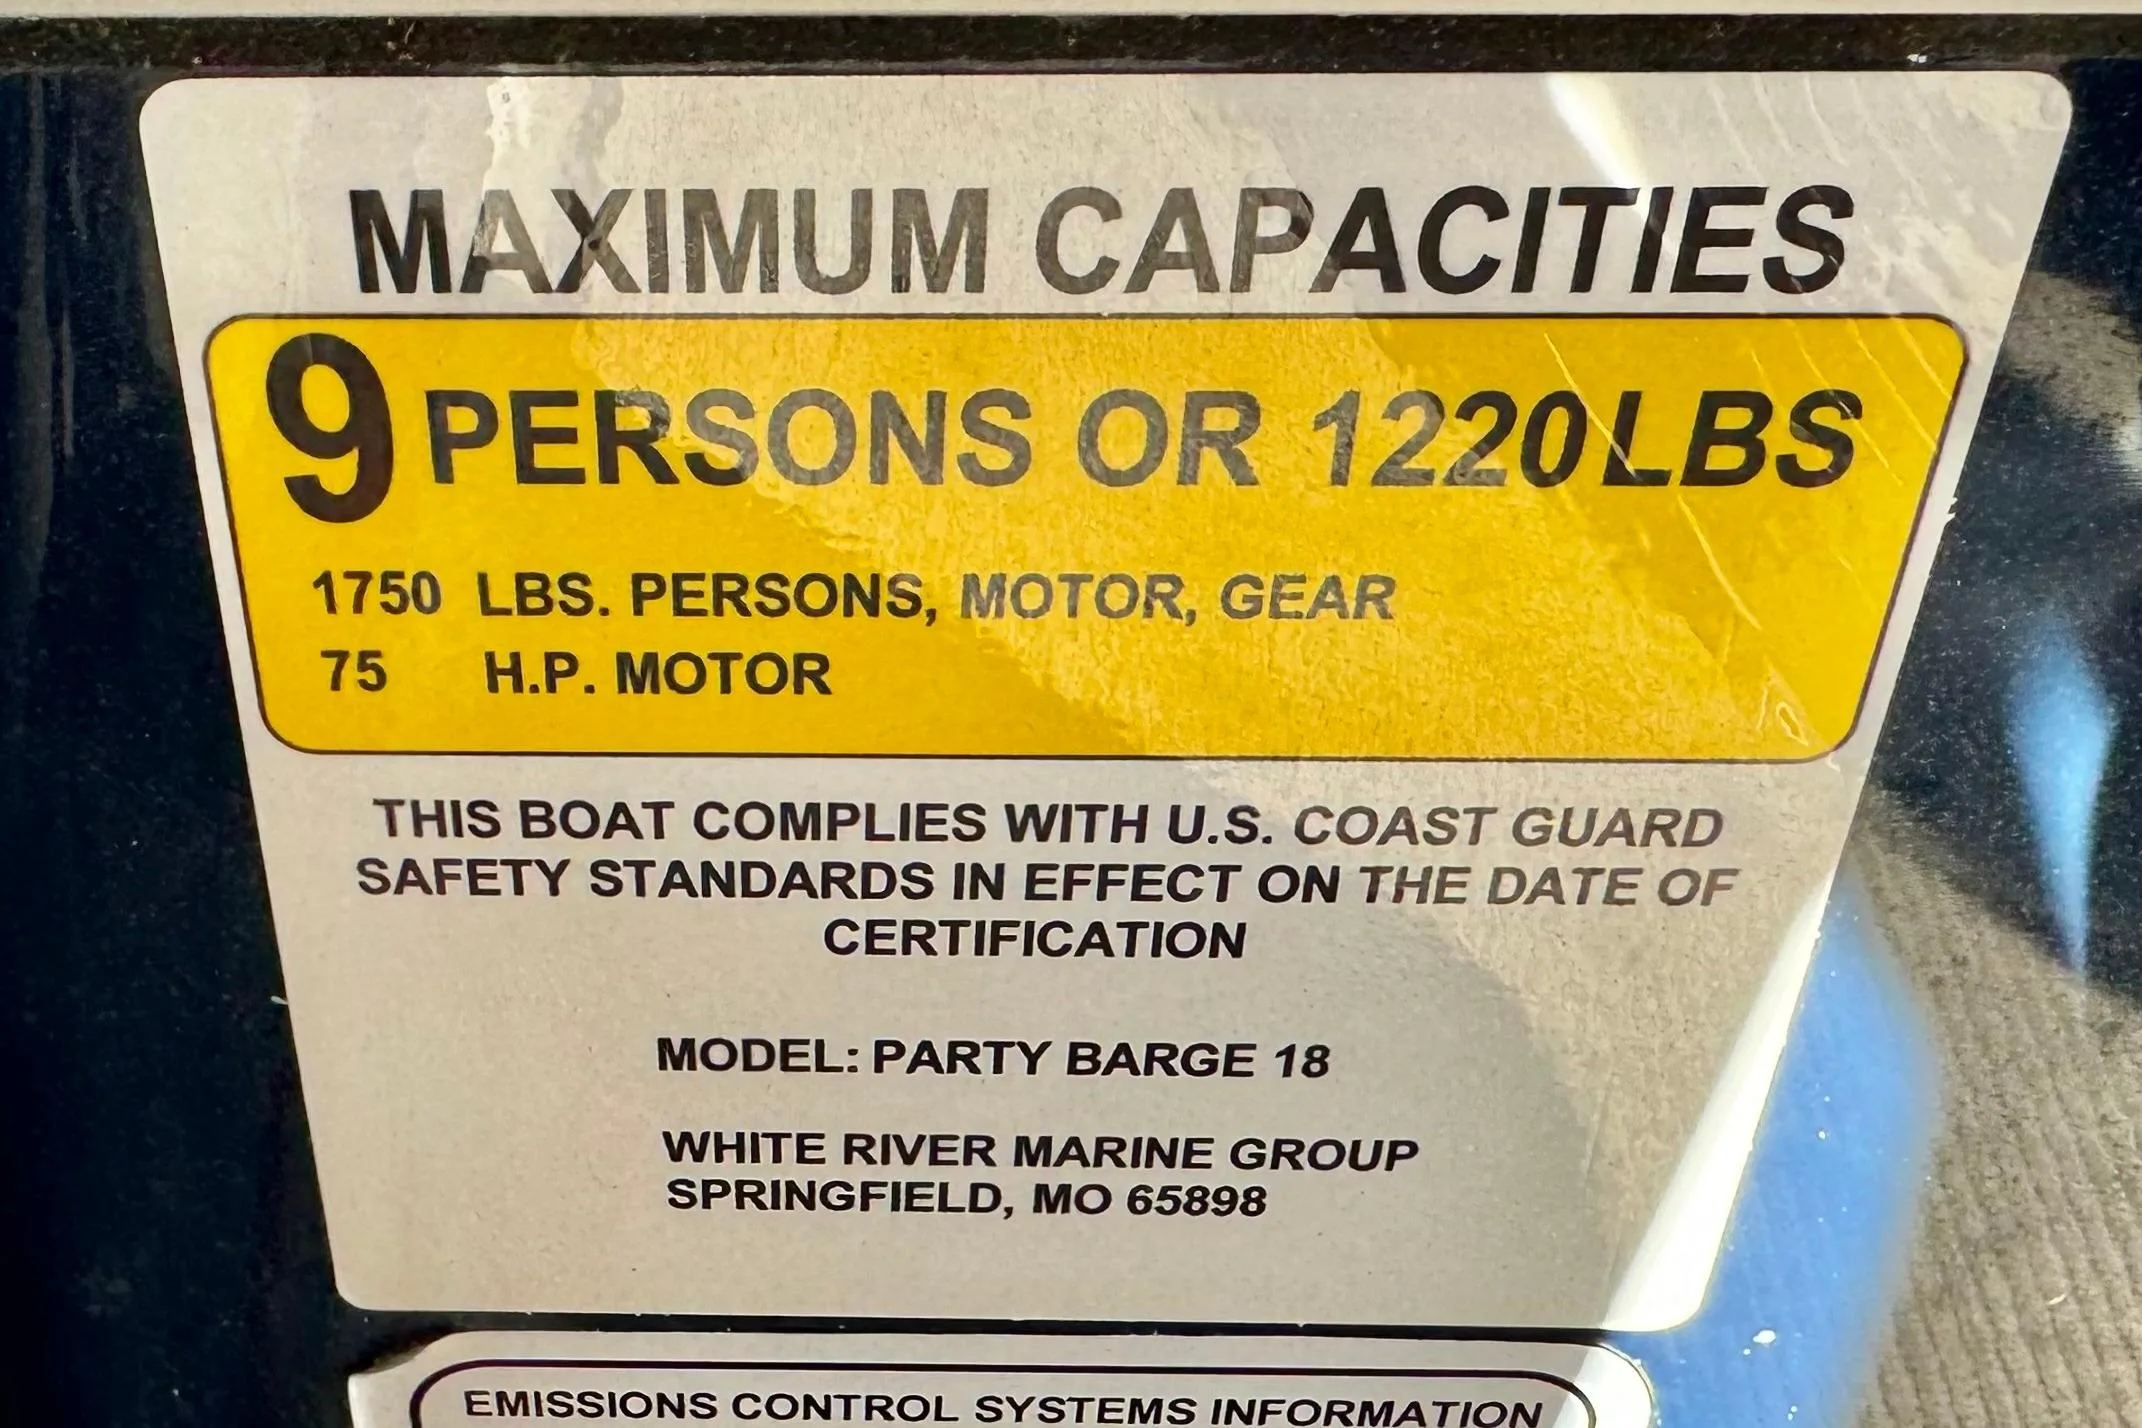 MAXIMUM CAPACITIES
9 PERSONS OR 1220 LBS
1750 LBS. PERSONS, MOTOR, GEAR
75 H.P. MOTOR
THIS BOAT COMPLIES WITH U.S. COAST GUARD
SAFETY STANDARDS IN EFFECT ON THE DATE OF
CERTIFICATION
MODEL: PARTY BARGE 18
WHITE RIVER MARINE GROUP
SPRINGFIELD, MO 65898
EMISSIONS CONTROL SYSTEMS INFORMATION